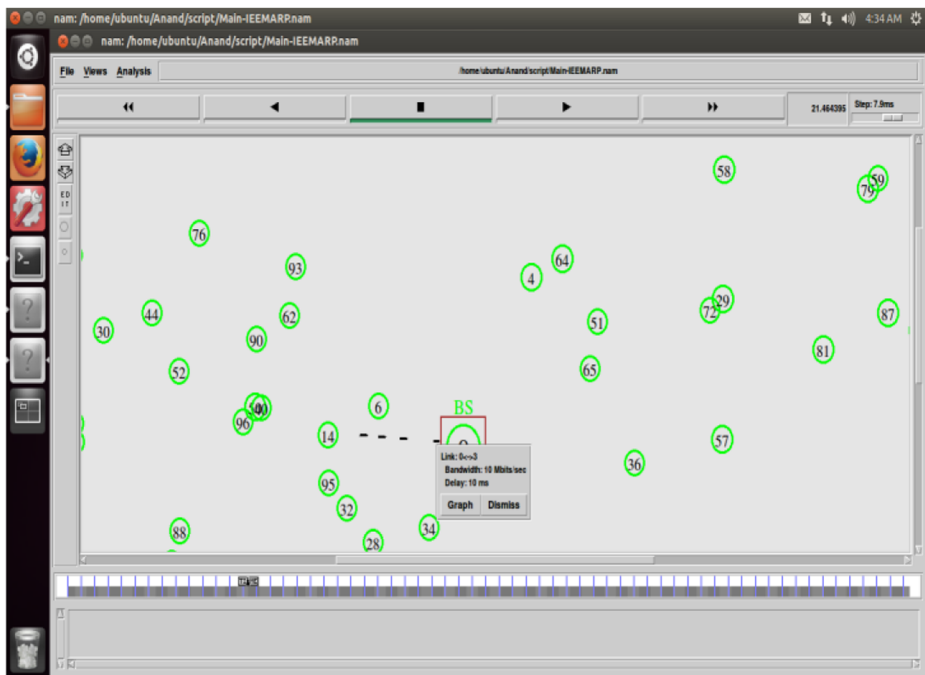 nam: /home/ubuntu/Anand/script/Main-IEEMARP.nam
4:34 AM
nam: /home/ubuntu/Anand/script/Main-IEEMARP.nam
File Views Analysis
/home/ubuntu/Anand/script/Main-IEEMARP.nam
21.464395
Step: 7.9ms
ED
IT
58
59
79
76
64
93
4
29
72
44
62
51
87
30
90
81
52
65
6
BS
96
14
57
Link: 0<->3
Bandwidth: 10 Mbits/sec
Delay: 10 ms
Graph Dismiss
36
95
32
34
88
28